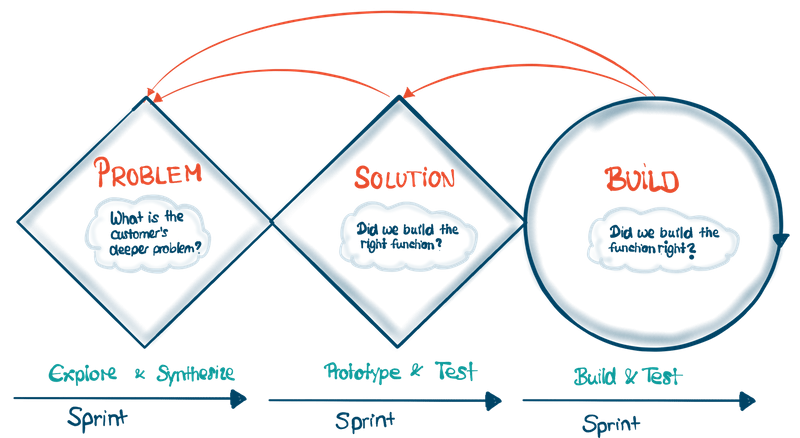 PROBLEM
What is the
customer's
deeper problem?
SOLUTION
Did we build the
right function?
BUILD
Did we build the
function right?
Explore & Synthesize
Prototype & Test
Build & Test
Sprint
Sprint
Sprint